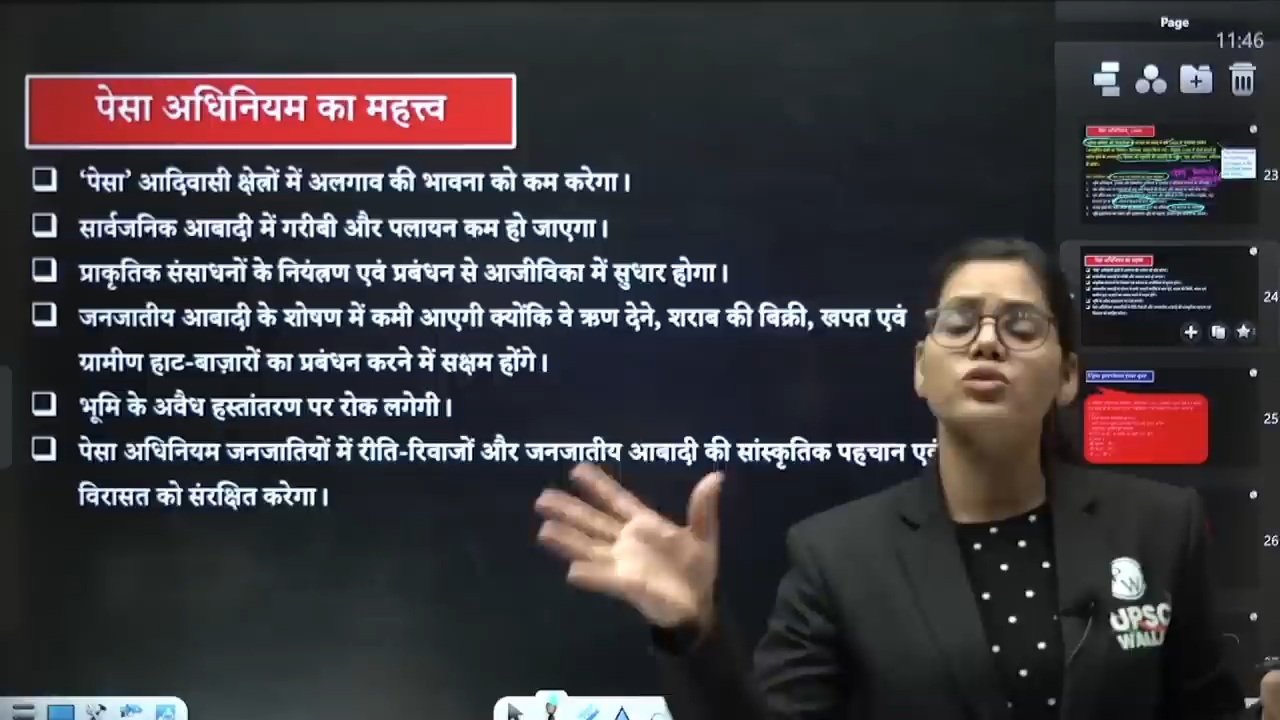 Page
11:46
पेसा अधिनियम का महत्त्व
‘पेसा’ आदिवासी क्षेत्रों में अलगाव की भावना को कम करेगा।
सार्वजनिक आबादी में गरीबी और पलायन कम हो जाएगा।
प्राकृतिक संसाधनों के नियंत्रण एवं प्रबंधन से आजीविका में सुधार होगा।
जनजातीय आबादी के शोषण में कमी आएगी क्योंकि वे ऋण देने, शराब की बिक्री, खपत एवं
ग्रामीण हाट-बाज़ारों का प्रबंधन करने में सक्षम होंगे।
भूमि के अवैध हस्तांतरण पर रोक लगेगी।
पेसा अधिनियम जनजातियों में रीति-रिवाजों और जनजातीय आबादी की सांस्कृतिक पहचान एवं
विरासत को संरक्षित करेगा।
23
24
25
26
UPSC